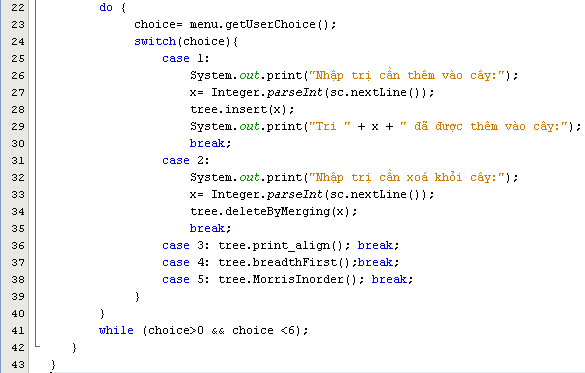 22 do {
23 choice= menu.getUserChoice();
24 switch(choice){
25 case 1:
26 System.out.print("Nhập trị cần thêm vào cây:");
27 x= Integer.parseInt(sc.nextLine());
28 tree.insert(x);
29 System.out.print("Tri " + x + " đã được thêm vào cây:");
30 break;
31 case 2:
32 System.out.print("Nhập trị cần xoá khỏi cây:");
33 x= Integer.parseInt(sc.nextLine());
34 tree.deleteByMerging(x);
35 break;
36 case 3: tree.print_align(); break;
37 case 4: tree.breadthFirst();break;
38 case 5: tree.MorrisInorder(); break;
39 }
40 }
41 while (choice>0 && choice <6);
42 }
43 }